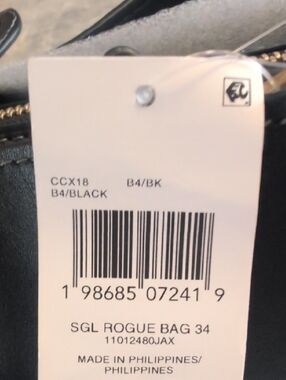 CCX18 B4/BK
B4/BLACK
1 98685 07241 9
SGL ROGUE BAG 34
11012480JAX
MADE IN PHILIPPINES/
PHILIPPINES